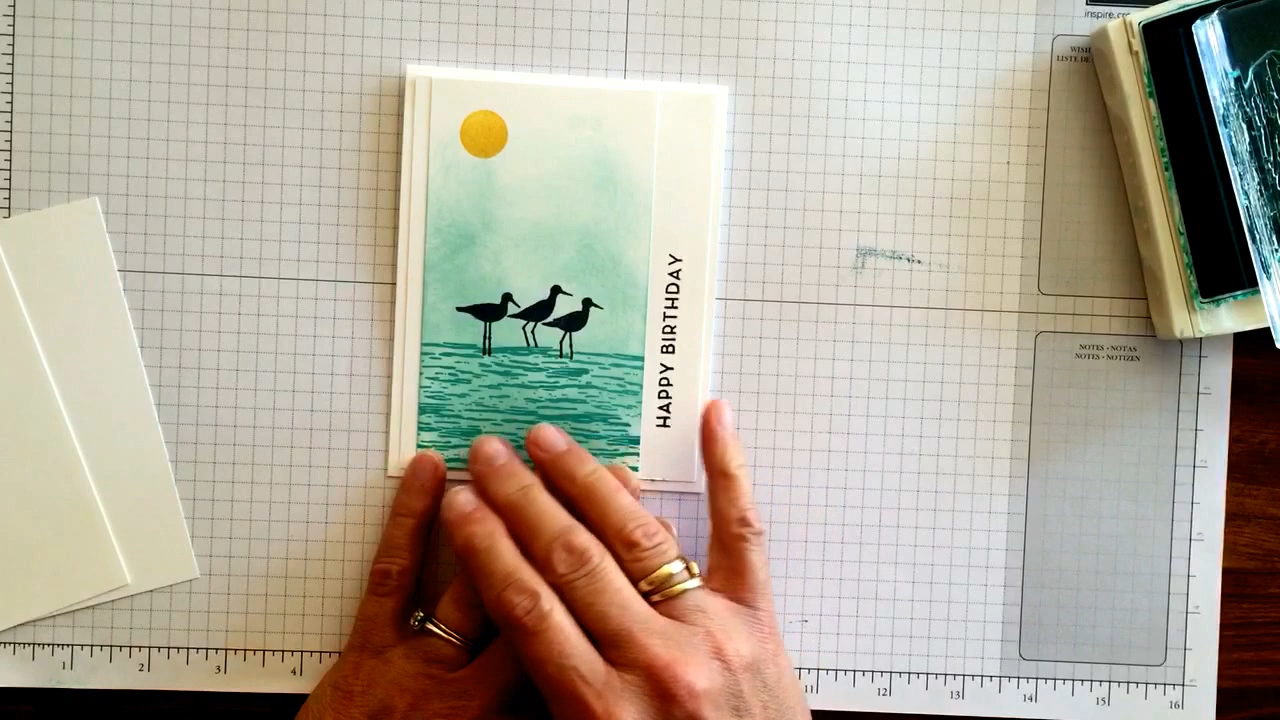 inspire.cr
WISH
LISTE DE
HAPPY BIRTHDAY
NOTES • NOTAS
NOTES • NOTIZEN
1 2 3 4 11 12 13 14 15 16